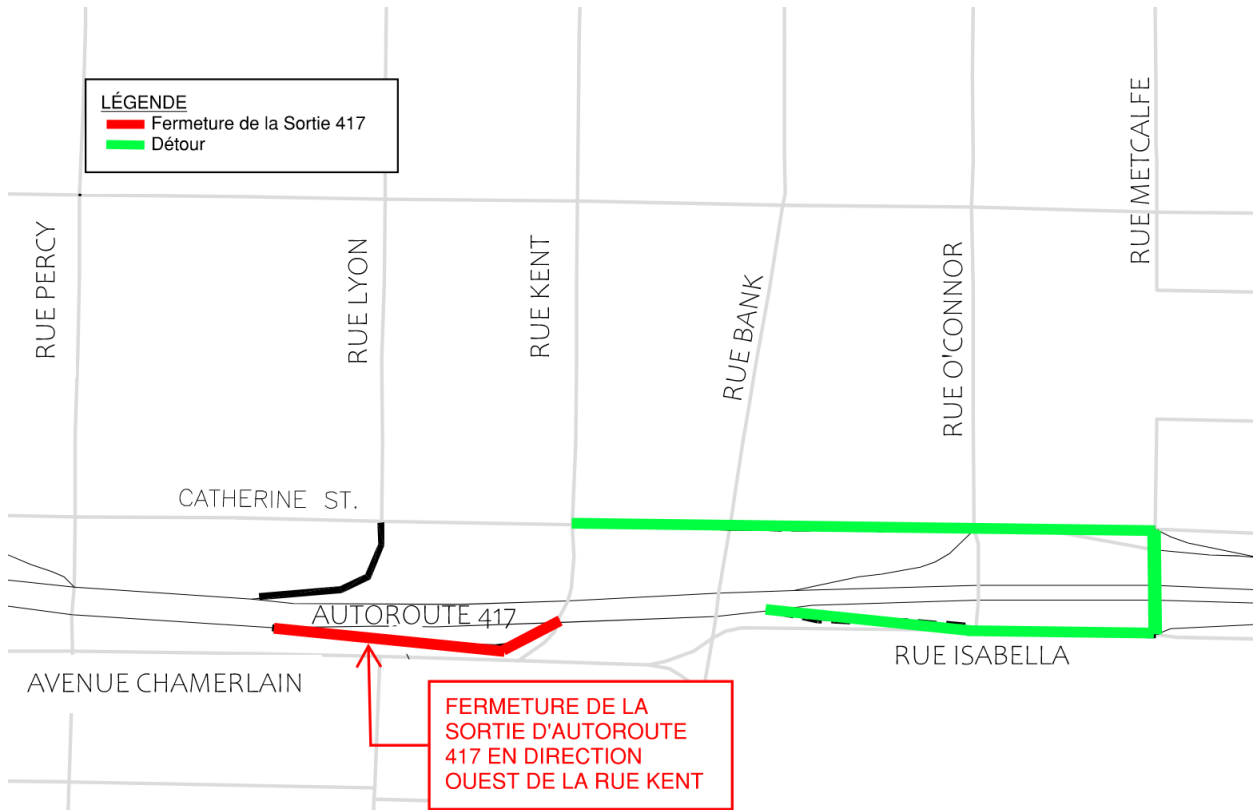 LÉGENDE
Fermeture de la Sortie 417
Détour
RUE PERCY
RUE LYON
RUE KENT
RUE BANK
RUE O'CONNOR
RUE METCALFE
CATHERINE ST.
AUTOROUTE 417
AVENUE CHAMERLAIN
RUE ISABELLA
FERMETURE DE LA
SORTIE D'AUTOROUTE
417 EN DIRECTION
OUEST DE LA RUE KENT